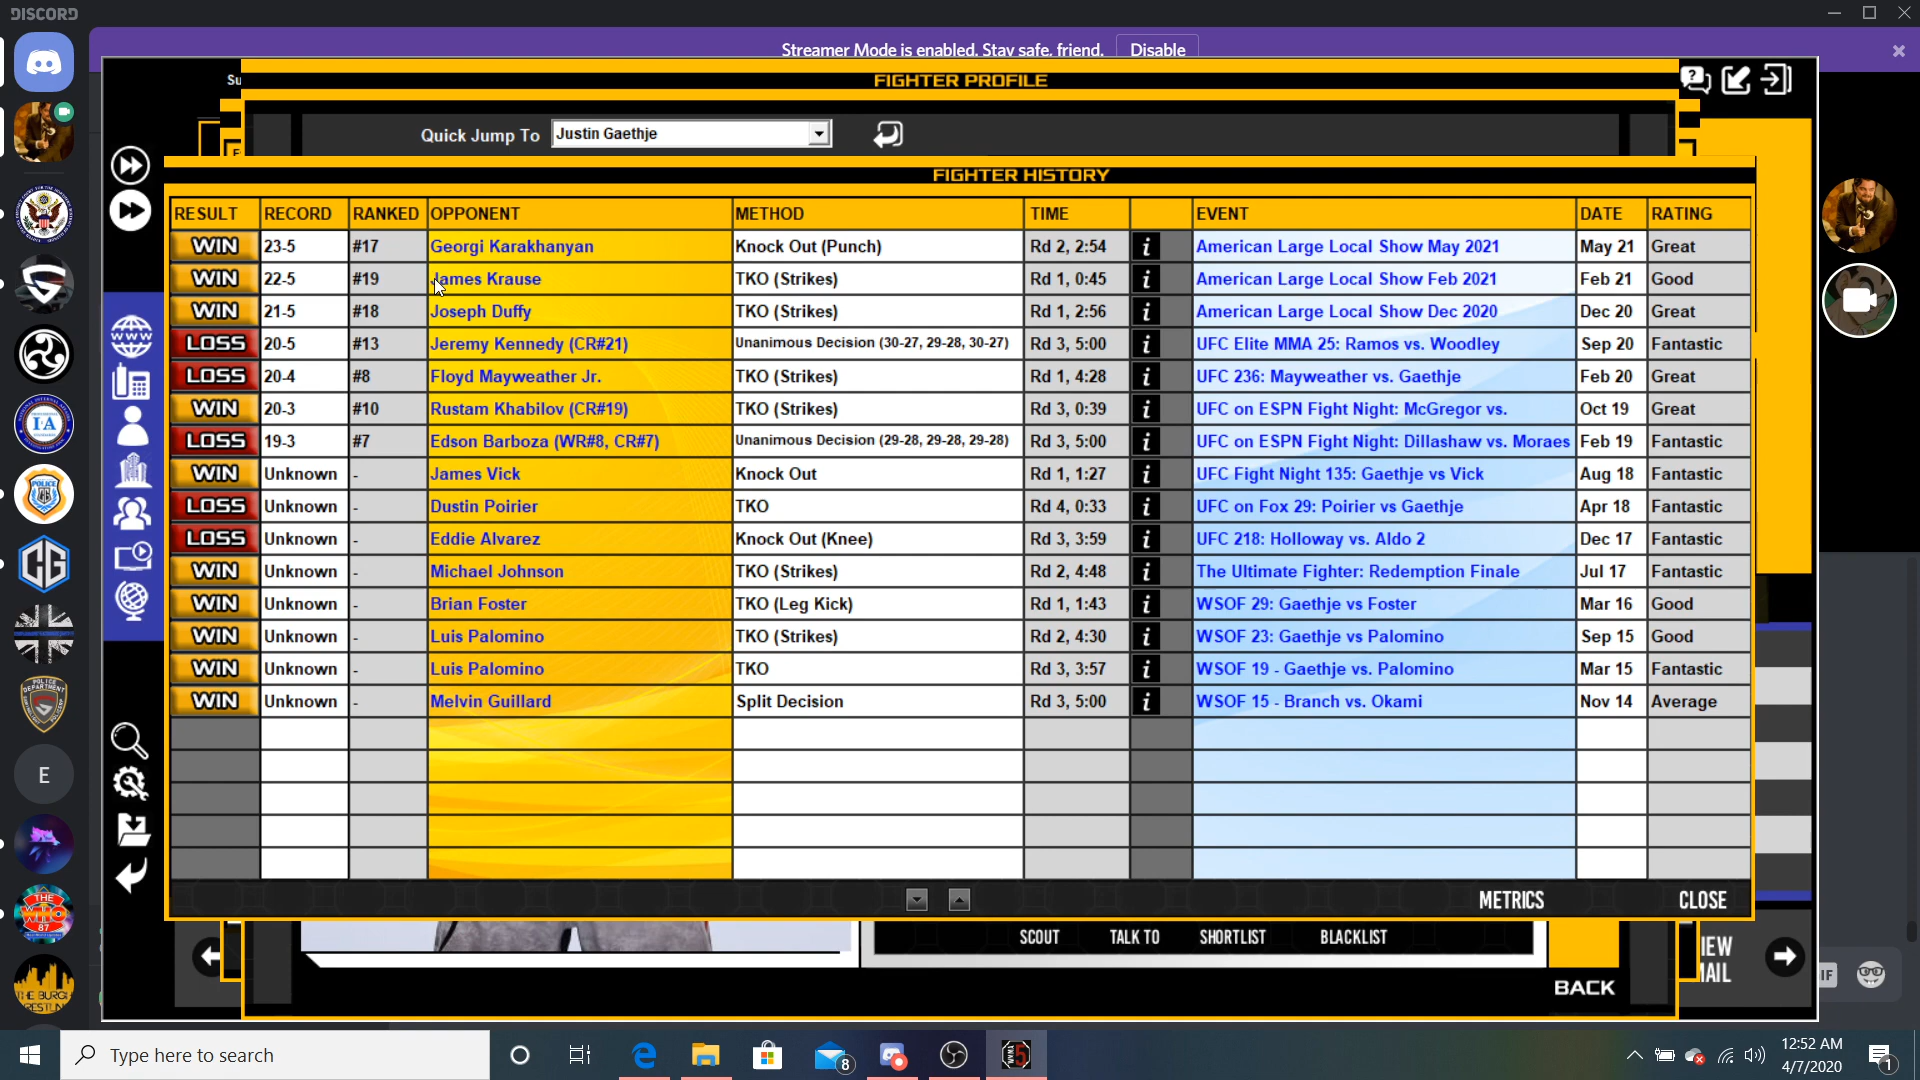 DISCORD
Streamer Mode is enabled. Stay safe, friend. Disable
Su
FIGHTER PROFILE
Quick Jump To Justin Gaethje
FIGHTER HISTORY
RESULT RECORD RANKED OPPONENT METHOD TIME EVENT DATE RATING
WIN 23-5 #17 Georgi Karakhanyan Knock Out (Punch) Rd 2, 2:54 i American Large Local Show May 2021 May 21 Great
WIN 22-5 #19 James Krause TKO (Strikes) Rd 1, 0:45 i American Large Local Show Feb 2021 Feb 21 Good
WIN 21-5 #18 Joseph Duffy TKO (Strikes) Rd 1, 2:56 i American Large Local Show Dec 2020 Dec 20 Great
LOSS 20-5 #13 Jeremy Kennedy (CR#21) Unanimous Decision (30-27, 29-28, 30-27) Rd 3, 5:00 i UFC Elite MMA 25: Ramos vs. Woodley Sep 20 Fantastic
LOSS 20-4 #8 Floyd Mayweather Jr. TKO (Strikes) Rd 1, 4:28 i UFC 236: Mayweather vs. Gaethje Feb 20 Great
WIN 20-3 #10 Rustam Khabilov (CR#19) TKO (Strikes) Rd 3, 0:39 i UFC on ESPN Fight Night: McGregor vs. Oct 19 Great
LOSS 19-3 #7 Edson Barboza (WR#8, CR#7) Unanimous Decision (29-28, 29-28, 29-28) Rd 3, 5:00 i UFC on ESPN Fight Night: Dillashaw vs. Moraes Feb 19 Fantastic
WIN Unknown - James Vick Knock Out Rd 1, 1:27 i UFC Fight Night 135: Gaethje vs Vick Aug 18 Fantastic
LOSS Unknown - Dustin Poirier TKO Rd 4, 0:33 i UFC on Fox 29: Poirier vs Gaethje Apr 18 Fantastic
LOSS Unknown - Eddie Alvarez Knock Out (Knee) Rd 3, 3:59 i UFC 218: Holloway vs. Aldo 2 Dec 17 Fantastic
WIN Unknown - Michael Johnson TKO (Strikes) Rd 2, 4:48 i The Ultimate Fighter: Redemption Finale Jul 17 Fantastic
WIN Unknown - Brian Foster TKO (Leg Kick) Rd 1, 1:43 i WSOF 29: Gaethje vs Foster Mar 16 Good
WIN Unknown - Luis Palomino TKO (Strikes) Rd 2, 4:30 i WSOF 23: Gaethje vs Palomino Sep 15 Good
WIN Unknown - Luis Palomino TKO Rd 3, 3:57 i WSOF 19 - Gaethje vs. Palomino Mar 15 Fantastic
WIN Unknown - Melvin Guillard Split Decision Rd 3, 5:00 i WSOF 15 - Branch vs. Okami Nov 14 Average
METRICS CLOSE
SCOUT TALK TO SHORTLIST BLACKLIST
BACK
IEW
IAIL
IF
WWW
IA
POLICE
CG
E
THE
WHO
87
Type here to search
8
5
12:52 AM
4/7/2020
1